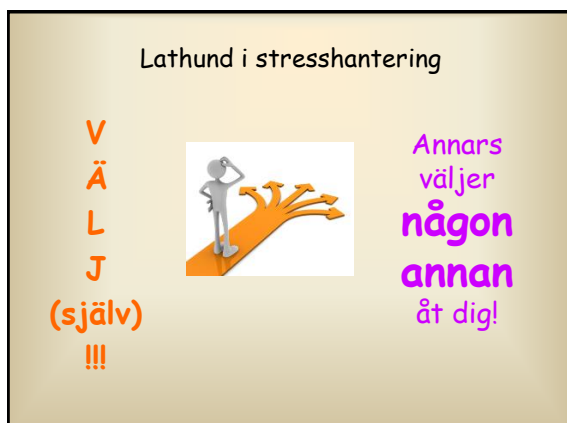 Lathund i stresshantering
V
Ä
L
J
(själv)
!!!
Annars
väljer
någon
annan
åt dig!